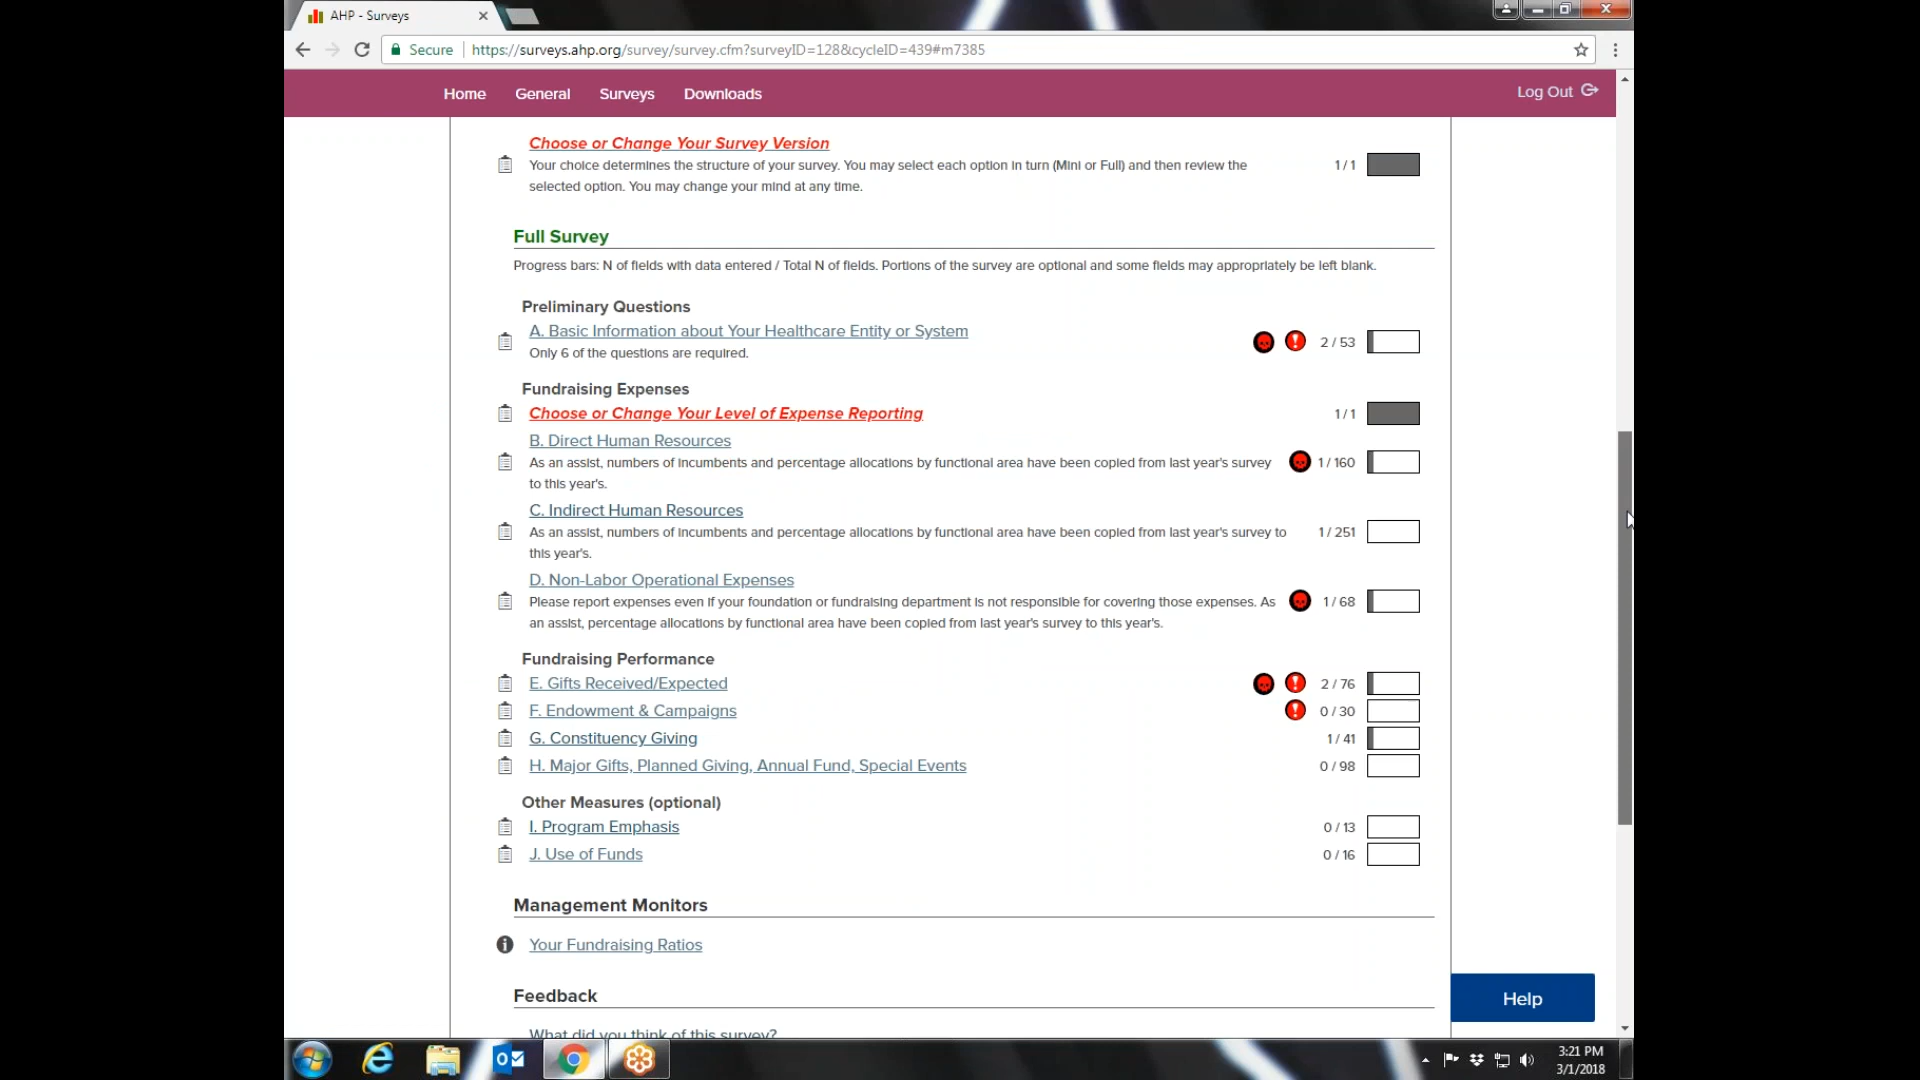 AHP - Surveys
Secure https://surveys.ahp.org/survey/survey.cfm?surveyID=128&cycleID=439#m7385
Home General Surveys Downloads Log Out
Choose or Change Your Survey Version
Your choice determines the structure of your survey. You may select each option in turn (Mini or Full) and then review the 1 / 1
selected option. You may change your mind at any time.
Full Survey
Progress bars: N of fields with data entered / Total N of fields. Portions of the survey are optional and some fields may appropriately be left blank.
Preliminary Questions
A. Basic Information about Your Healthcare Entity or System
2 / 53
Only 6 of the questions are required.
Fundraising Expenses
Choose or Change Your Level of Expense Reporting 1 / 1
B. Direct Human Resources
As an assist, numbers of incumbents and percentage allocations by functional area have been copied from last year's survey 1 / 160
to this year's.
C. Indirect Human Resources
As an assist, numbers of incumbents and percentage allocations by functional area have been copied from last year's survey to 1 / 251
this year's.
D. Non-Labor Operational Expenses
Please report expenses even if your foundation or fundraising department is not responsible for covering those expenses. As 1 / 68
an assist, percentage allocations by functional area have been copied from last year's survey to this year's.
Fundraising Performance
E. Gifts Received/Expected ! 2 / 76
F. Endowment & Campaigns ! 0 / 30
G. Constituency Giving 1 / 41
H. Major Gifts, Planned Giving, Annual Fund, Special Events 0 / 98
Other Measures (optional)
I. Program Emphasis 0 / 13
J. Use of Funds 0 / 16
Management Monitors
Your Fundraising Ratios
Feedback
Help
What did you think of this survey?
3:21 PM
3/1/2018